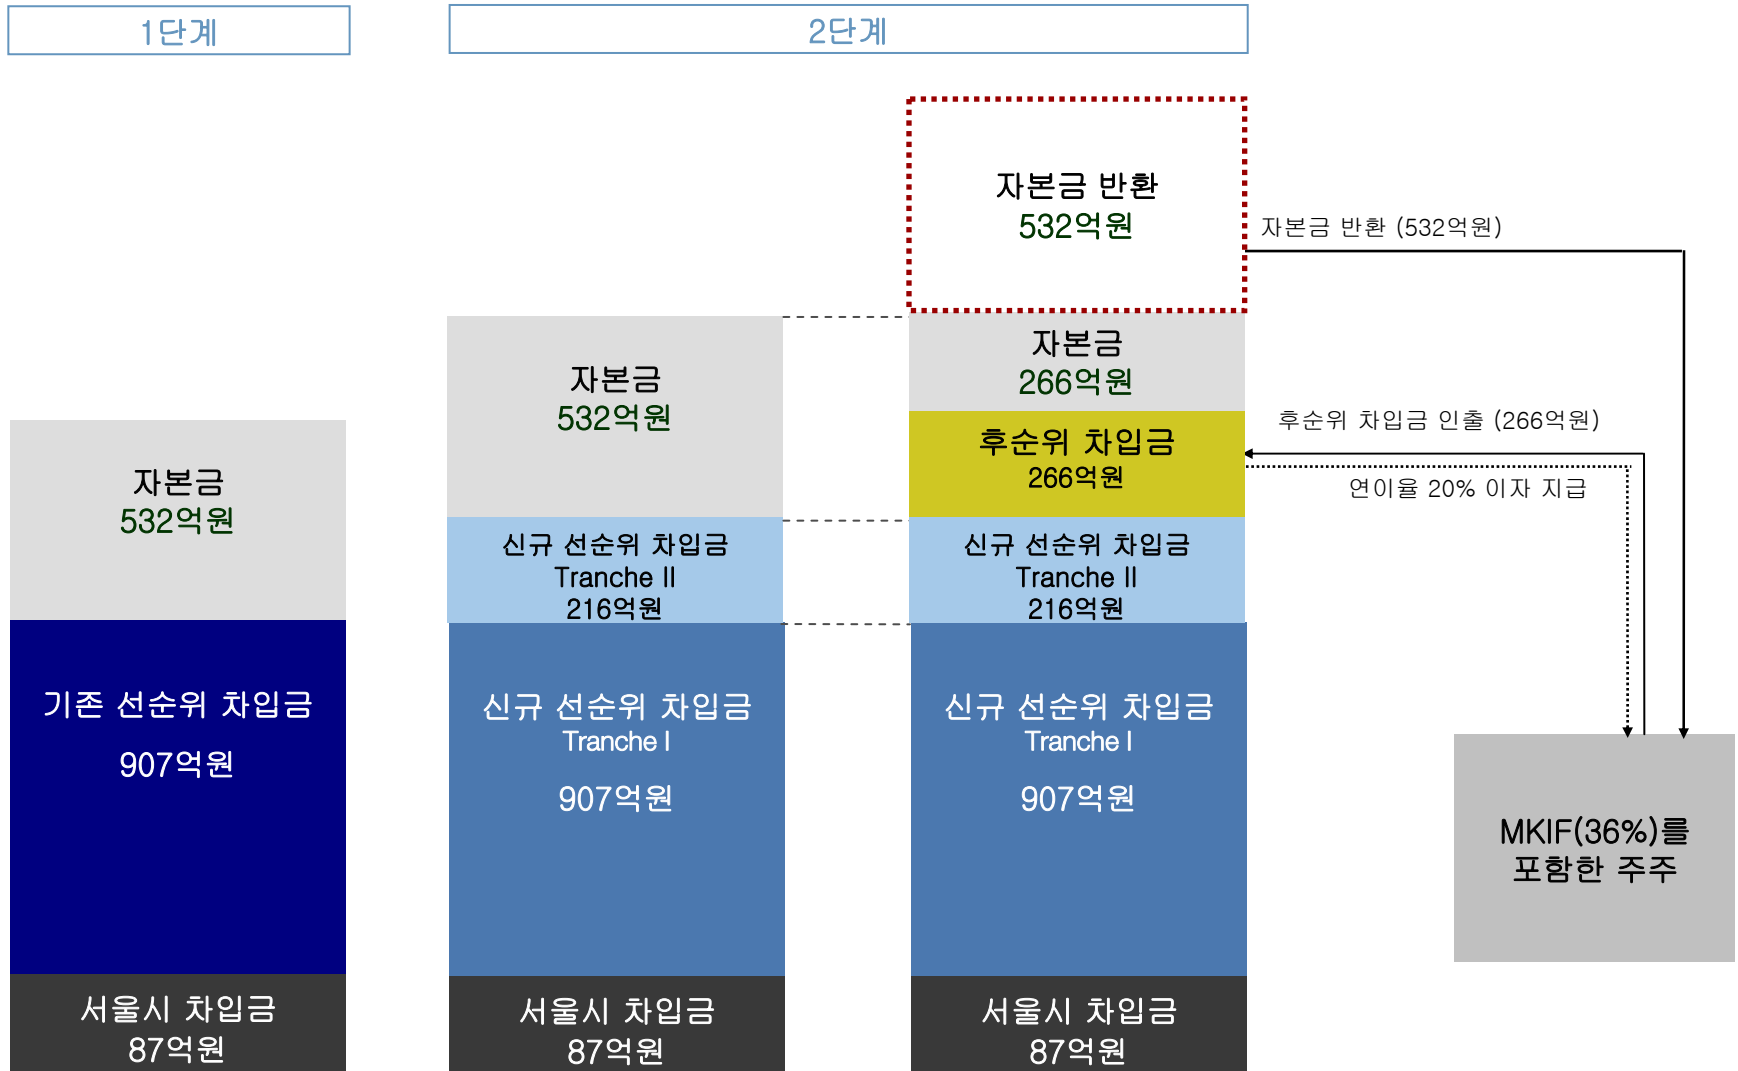 1단계
2단계
자본금
532억원
기존 선순위 차입금
907억원
서울시 차입금
87억원
자본금
532억원
신규 선순위 차입금
Tranche II
216억원
신규 선순위 차입금
Tranche I
907억원
서울시 차입금
87억원
자본금 반환
532억원
자본금
266억원
후순위 차입금
266억원
신규 선순위 차입금
Tranche II
216억원
신규 선순위 차입금
Tranche I
907억원
서울시 차입금
87억원
자본금 반환 (532억원)
후순위 차입금 인출 (266억원)
연이율 20% 이자 지급
MKIF(36%)를
포함한 주주